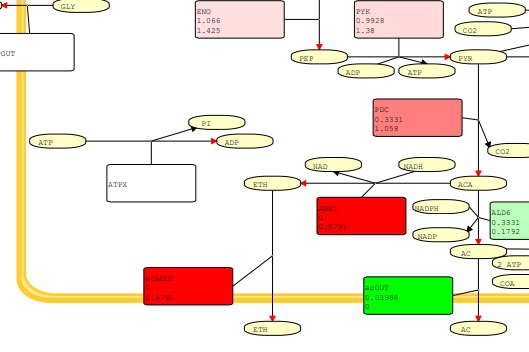 GLY
ENO
1.066
1.425
PYK
0.9928
1.38
ATP
CO2
OUT
PEP
PYR
ADP
ATP
PDC
0.3331
1.058
PI
ATP
ADP
CO2
NAD
NADH
ATPX
ETH
ACA
ADH1
0
0.8791
NADPH
ALD6
0.3331
0.1792
NADP
AC
2 ATP
ethOUT
0
0.8791
acOUT
0.03998
0
COA
ETH
AC